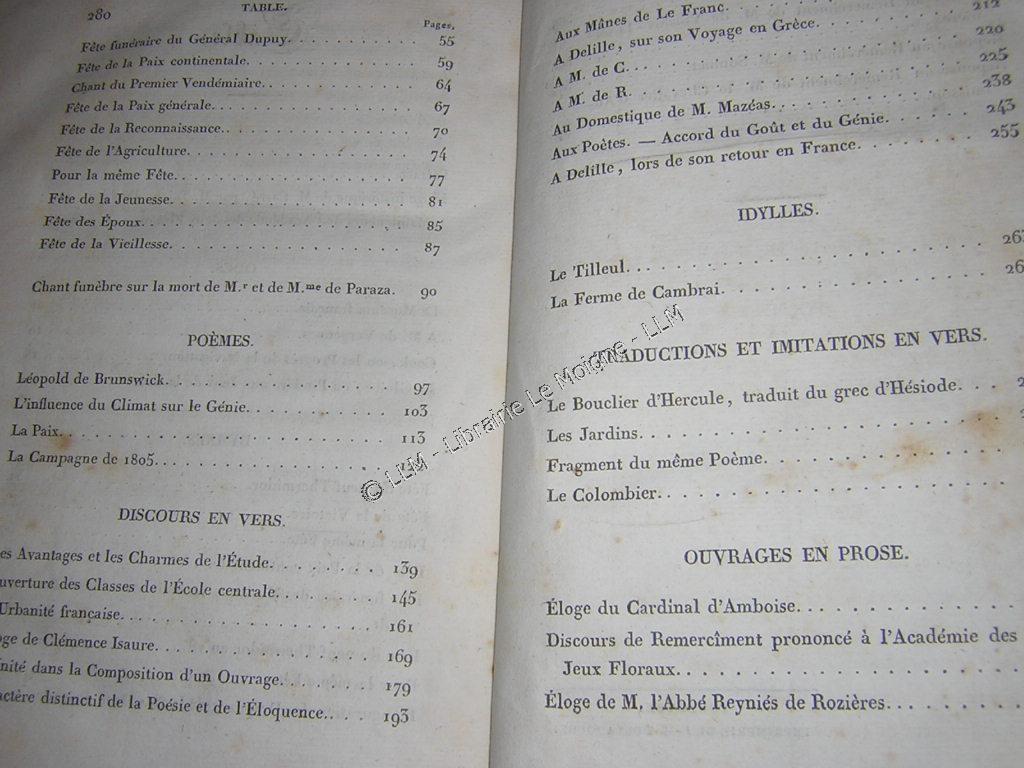 280 TABLE.
Pages,
Fête funéraire du Général Dupuy. . . . . . . . . . . 55
Fête de la Paix continentale. . . . . . . . . . . . 59
Chant du Premier Vendémiaire. . . . . . . . . . . 64
Fête de la Paix générale. . . . . . . . . . . . . 67
Fête de la Reconnaissance. . . . . . . . . . . . 70
Fête de l'Agriculture. . . . . . . . . . . . . . 74
Pour la même Fête. . . . . . . . . . . . . . . 77
Fête de la Jeunesse. . . . . . . . . . . . . . . 81
Fête des Époux. . . . . . . . . . . . . . . . 85
Fête de la Vieillesse. . . . . . . . . . . . . . 87
Chant funèbre sur la mort de M.r et de M.me de Paraza. 90
POÈMES.
Léopold de Brunswick. . . . . . . . . . . . . . 97
L'influence du Climat sur le Génie. . . . . . . . . 103
La Paix. . . . . . . . . . . . . . . . . . . 113
La Campagne de 1805. . . . . . . . . . . . . .
DISCOURS EN VERS.
es Avantages et les Charmes de l'Étude. . . . . . . . 139
uverture des Classes de l'École centrale. . . . . . . . 145
Urbanité française. . . . . . . . . . . . . . . 161
oge de Clémence Isaure. . . . . . . . . . . . . 169
nité dans la Composition d'un Ouvrage. . . . . . . . 179
actère distinctif de la Poésie et de l'Éloquence. . . . 193
Aux Mânes de Le Franc. . . . . . . . . . . . .
A Delille, sur son Voyage en Grèce. . . . . . . . . 212
A M. de C. . . . . . . . . . . . . . . . . . 220
A M. de R. . . . . . . . . . . . . . . . . . 225
Au Domestique de M. Mazéas. . . . . . . . . . . 238
Aux Poètes. — Accord du Goût et du Génie. . . . . . 243
A Delille, lors de son retour en France. . . . . . . 255
IDYLLES.
Le Tilleul. . . . . . . . . . . . . . . . . .
La Ferme de Cambrai. . . . . . . . . . . . . .
TRADUCTIONS ET IMITATIONS EN VERS.
Le Bouclier d'Hercule, traduit du grec d'Hésiode. . . .
Les Jardins. . . . . . . . . . . . . . . . . .
Fragment du même Poème. . . . . . . . . . . .
Le Colombier. . . . . . . . . . . . . . . . .
OUVRAGES EN PROSE.
Éloge du Cardinal d'Amboise. . . . . . . . . . .
Discours de Remercîment prononcé à l'Académie des
Jeux Floraux. . . . . . . . . . . . . . . . .
Éloge de M. l'Abbé Reyniés de Rozières. . . . . . .
© LLM - Librairie Le Moigne - LLM